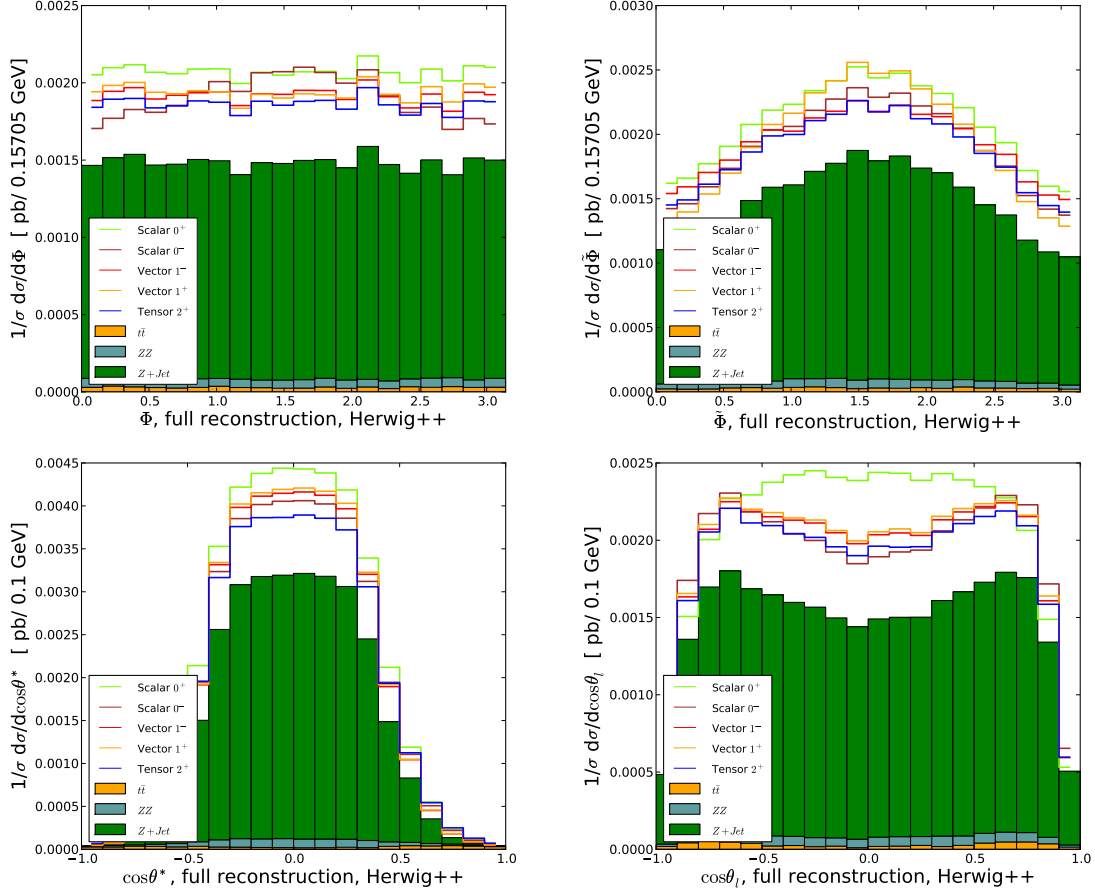 0.0025
0.0020
0.0015
0.0010
0.0005
0.0000
1/σ dσ/dΦ [ pb/ 0.15705 GeV]
Scalar 0⁺
Scalar 0⁻
Vector 1⁻
Vector 1⁺
Tensor 2⁺
tt̄
ZZ
Z+Jet
0.0 0.5 1.0 1.5 2.0 2.5 3.0
Φ, full reconstruction, Herwig++
0.0030
0.0025
0.0020
0.0015
0.0010
0.0005
0.0000
1/σ dσ/dΦ̃ [ pb/ 0.15705 GeV]
Scalar 0⁺
Scalar 0⁻
Vector 1⁻
Vector 1⁺
Tensor 2⁺
tt̄
ZZ
Z+Jet
0.0 0.5 1.0 1.5 2.0 2.5 3.0
Φ̃, full reconstruction, Herwig++
0.0045
0.0040
0.0035
0.0030
0.0025
0.0020
0.0015
0.0010
0.0005
0.0000
1/σ dσ/dcosθ* [ pb/ 0.1 GeV]
Scalar 0⁺
Scalar 0⁻
Vector 1⁻
Vector 1⁺
Tensor 2⁺
tt̄
ZZ
Z+Jet
−1.0 −0.5 0.0 0.5 1.0
cosθ*, full reconstruction, Herwig++
0.0025
0.0020
0.0015
0.0010
0.0005
0.0000
1/σ dσ/dcosθₗ [ pb/ 0.1 GeV]
Scalar 0⁺
Scalar 0⁻
Vector 1⁻
Vector 1⁺
Tensor 2⁺
tt̄
ZZ
Z+Jet
−1.0 −0.5 0.0 0.5 1.0
cosθₗ, full reconstruction, Herwig++